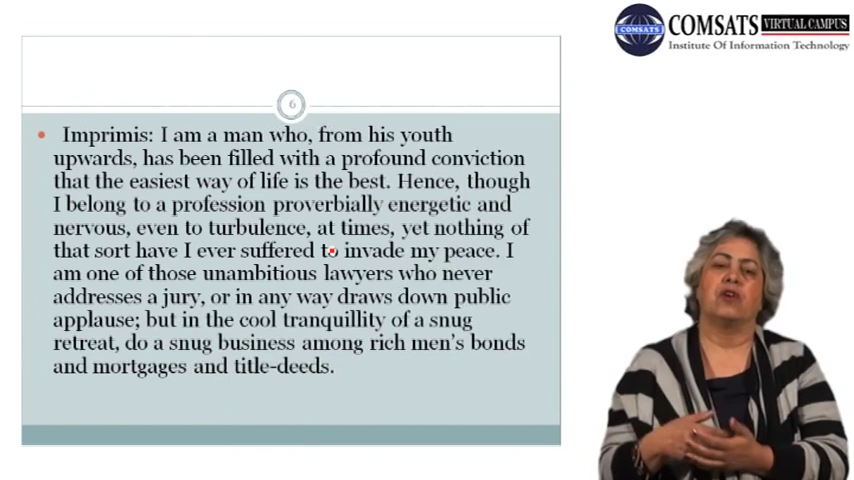 COMSATS VIRTUAL CAMPUS
Institute Of Information Technology
COMSATS
6
Imprimis: I am a man who, from his youth
upwards, has been filled with a profound conviction
that the easiest way of life is the best. Hence, though
I belong to a profession proverbially energetic and
nervous, even to turbulence, at times, yet nothing of
that sort have I ever suffered to invade my peace. I
am one of those unambitious lawyers who never
addresses a jury, or in any way draws down public
applause; but in the cool tranquillity of a snug
retreat, do a snug business among rich men's bonds
and mortgages and title-deeds.